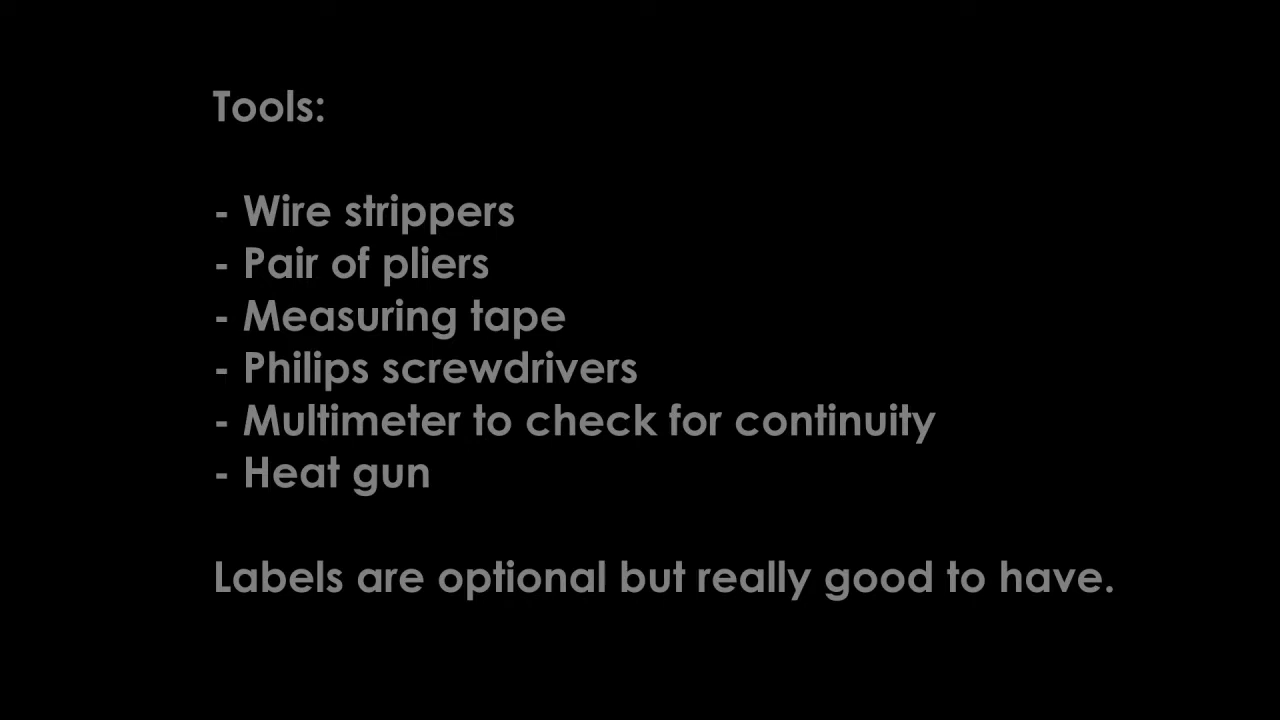 Tools:
- Wire strippers
- Pair of pliers
- Measuring tape
- Philips screwdrivers
- Multimeter to check for continuity
- Heat gun
Labels are optional but really good to have.